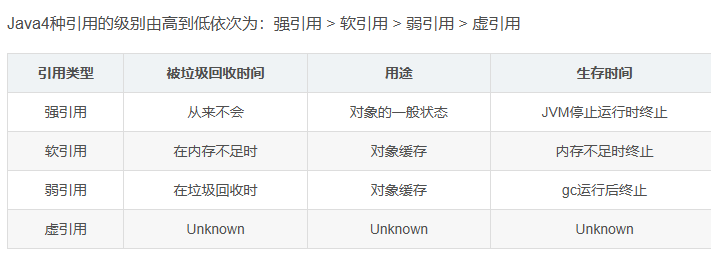 Java4种引用的级别由高到低依次为：强引用 > 软引用 > 弱引用 > 虚引用
引用类型 被垃圾回收时间 用途 生存时间
强引用 从来不会 对象的一般状态 JVM停止运行时终止
软引用 在内存不足时 对象缓存 内存不足时终止
弱引用 在垃圾回收时 对象缓存 gc运行后终止
虚引用 Unknown Unknown Unknown